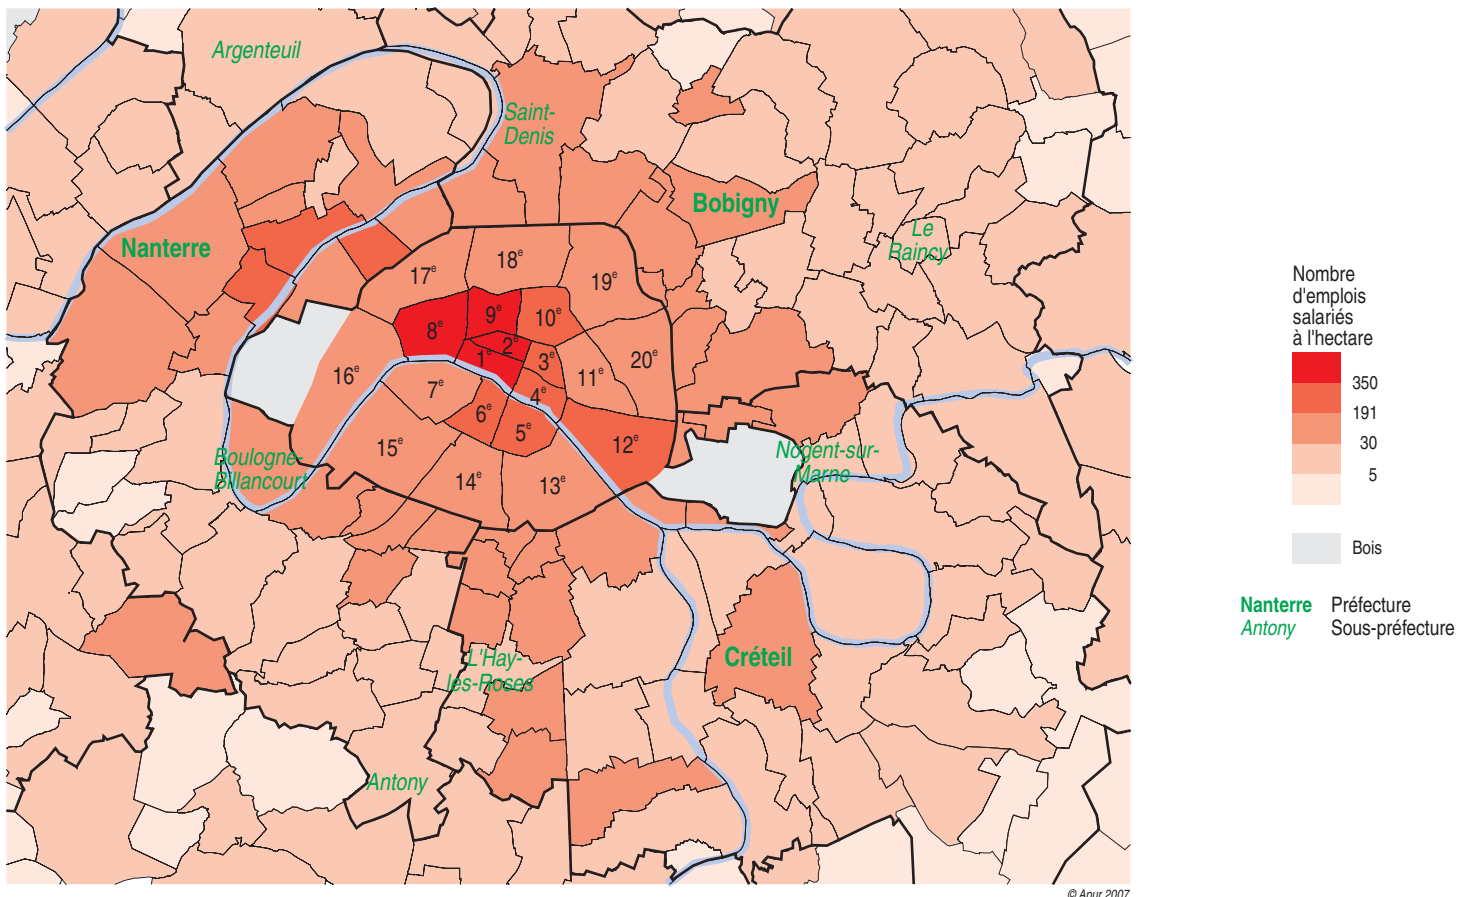 Argenteuil
Saint-
Denis
Bobigny
Le
Raincy
Nanterre
17e
18e
19e
8e
9e
10e
2e
1e
3e
20e
16e
7e
11e
4e
6e
5e
12e
15e
14e
13e
Boulogne-
Billancourt
Nogent-sur-
Marne
L'Hay-
les-Roses
Créteil
Antony
Nombre
d'emplois
salariés
à l'hectare
350
191
30
5
Bois
Nanterre Préfecture
Antony Sous-préfecture
© Apur 2007